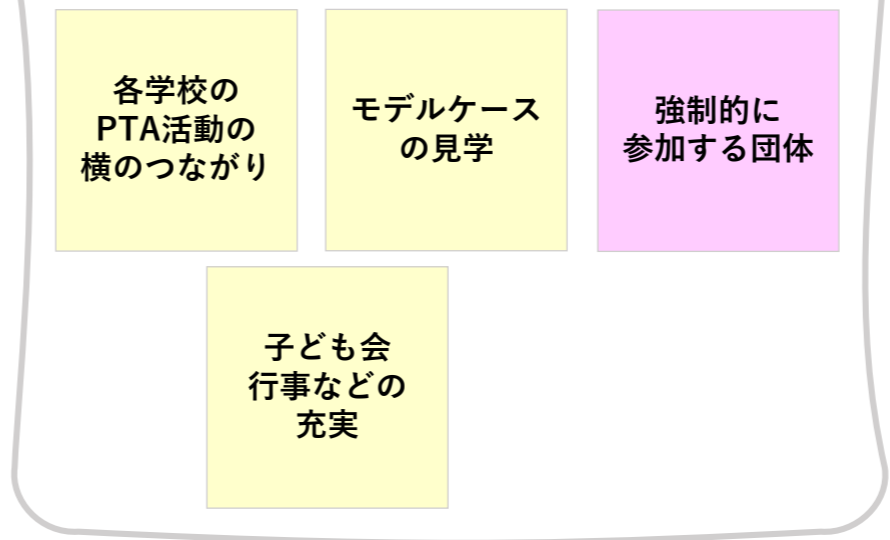 各学校の
PTA活動の
横のつながり
モデルケース
の見学
強制的に
参加する団体
子ども会
行事などの
充実